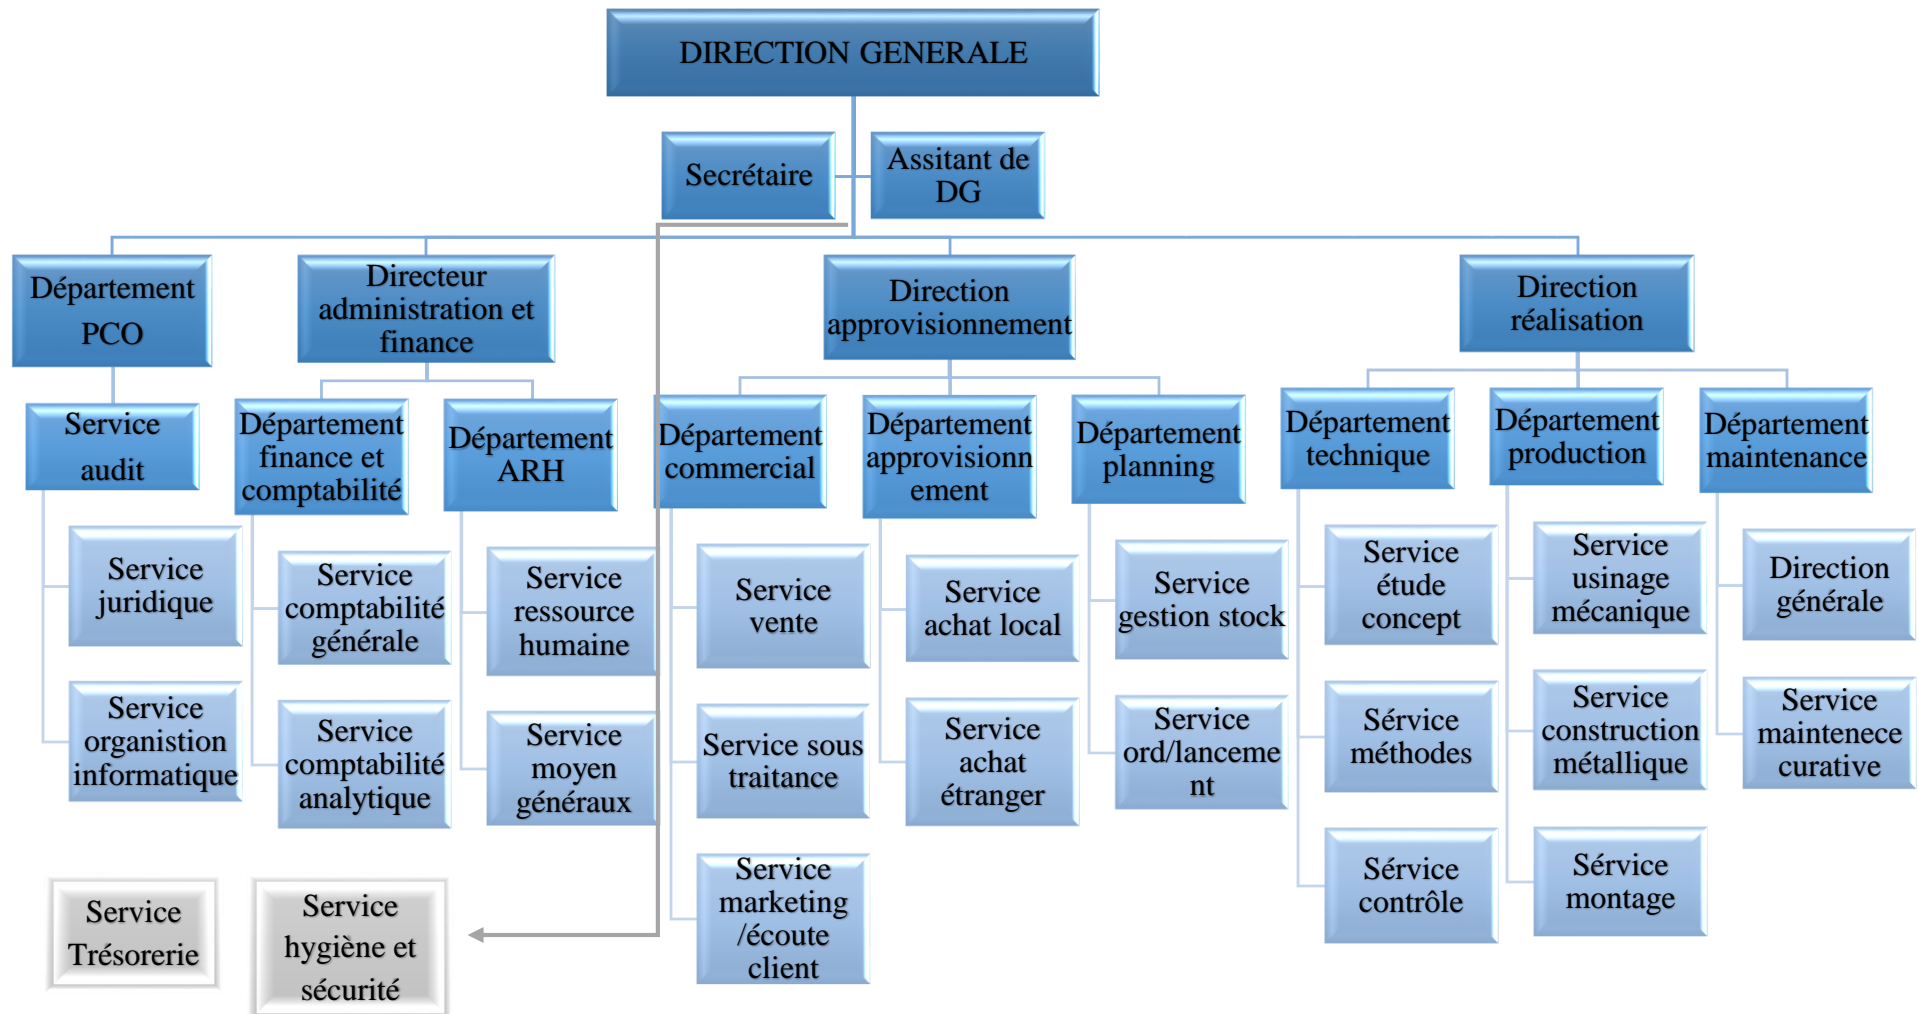 DIRECTION GENERALE
Secrétaire
Assitant de
DG
Département
PCO
Directeur
administration et
finance
Direction
approvisionnement
Direction
réalisation
Service
audit
Département
finance et
comptabilité
Département
ARH
Département
commercial
Département
approvisionn
ement
Département
planning
Département
technique
Département
production
Département
maintenance
Service
juridique
Service
organistion
informatique
Service
comptabilité
générale
Service
comptabilité
analytique
Service
ressource
humaine
Service
moyen
généraux
Service
vente
Service sous
traitance
Service
marketing
/écoute
client
Service
achat local
Service
achat
étranger
Service
gestion stock
Service
ord/lanceme
nt
Service
étude
concept
Sérvice
méthodes
Sérvice
contrôle
Service
usinage
mécanique
Service
construction
métallique
Sérvice
montage
Direction
générale
Service
maintenece
curative
Service
Trésorerie
Service
hygiène et
sécurité